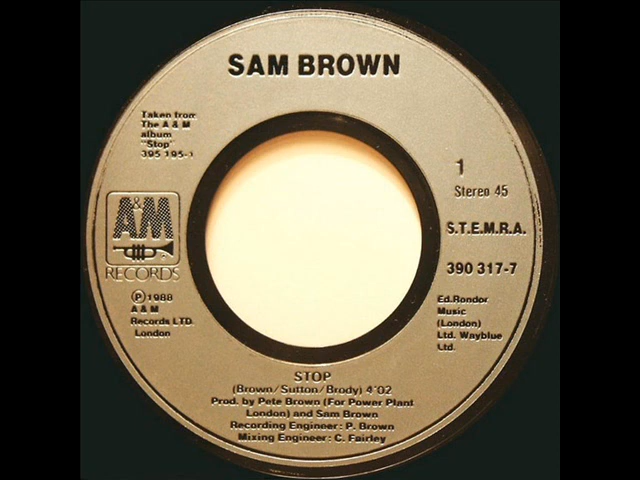 SAM BROWN
Taken from
The A & M
album
"Stop"
395 195-1
1
Stereo 45
A&M
RECORDS
S.T.E.M.R.A.
390 317-7
℗ 1988
A & M
Records LTD.
London
Ed.Rondor
Music
(London)
Ltd. Wayblue
Ltd.
STOP
(Brown/Sutton/Brody) 4'02
Prod. by Pete Brown (For Power Plant
London) and Sam Brown
Recording Engineer: P. Brown
Mixing Engineer: C. Fairley